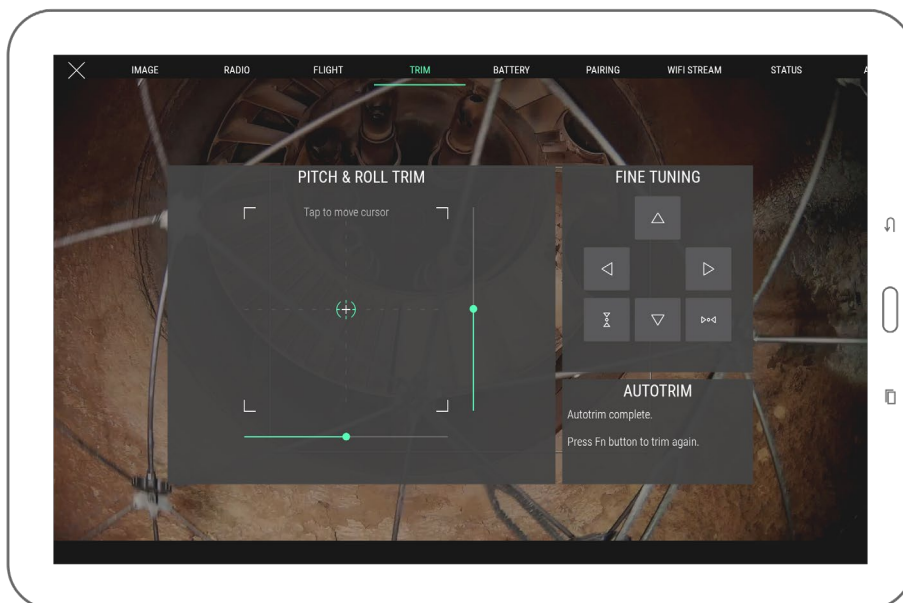 IMAGE RADIO FLIGHT TRIM BATTERY PAIRING WIFI STREAM STATUS
PITCH & ROLL TRIM
Tap to move cursor
FINE TUNING
AUTOTRIM
Autotrim complete.
Press Fn button to trim again.